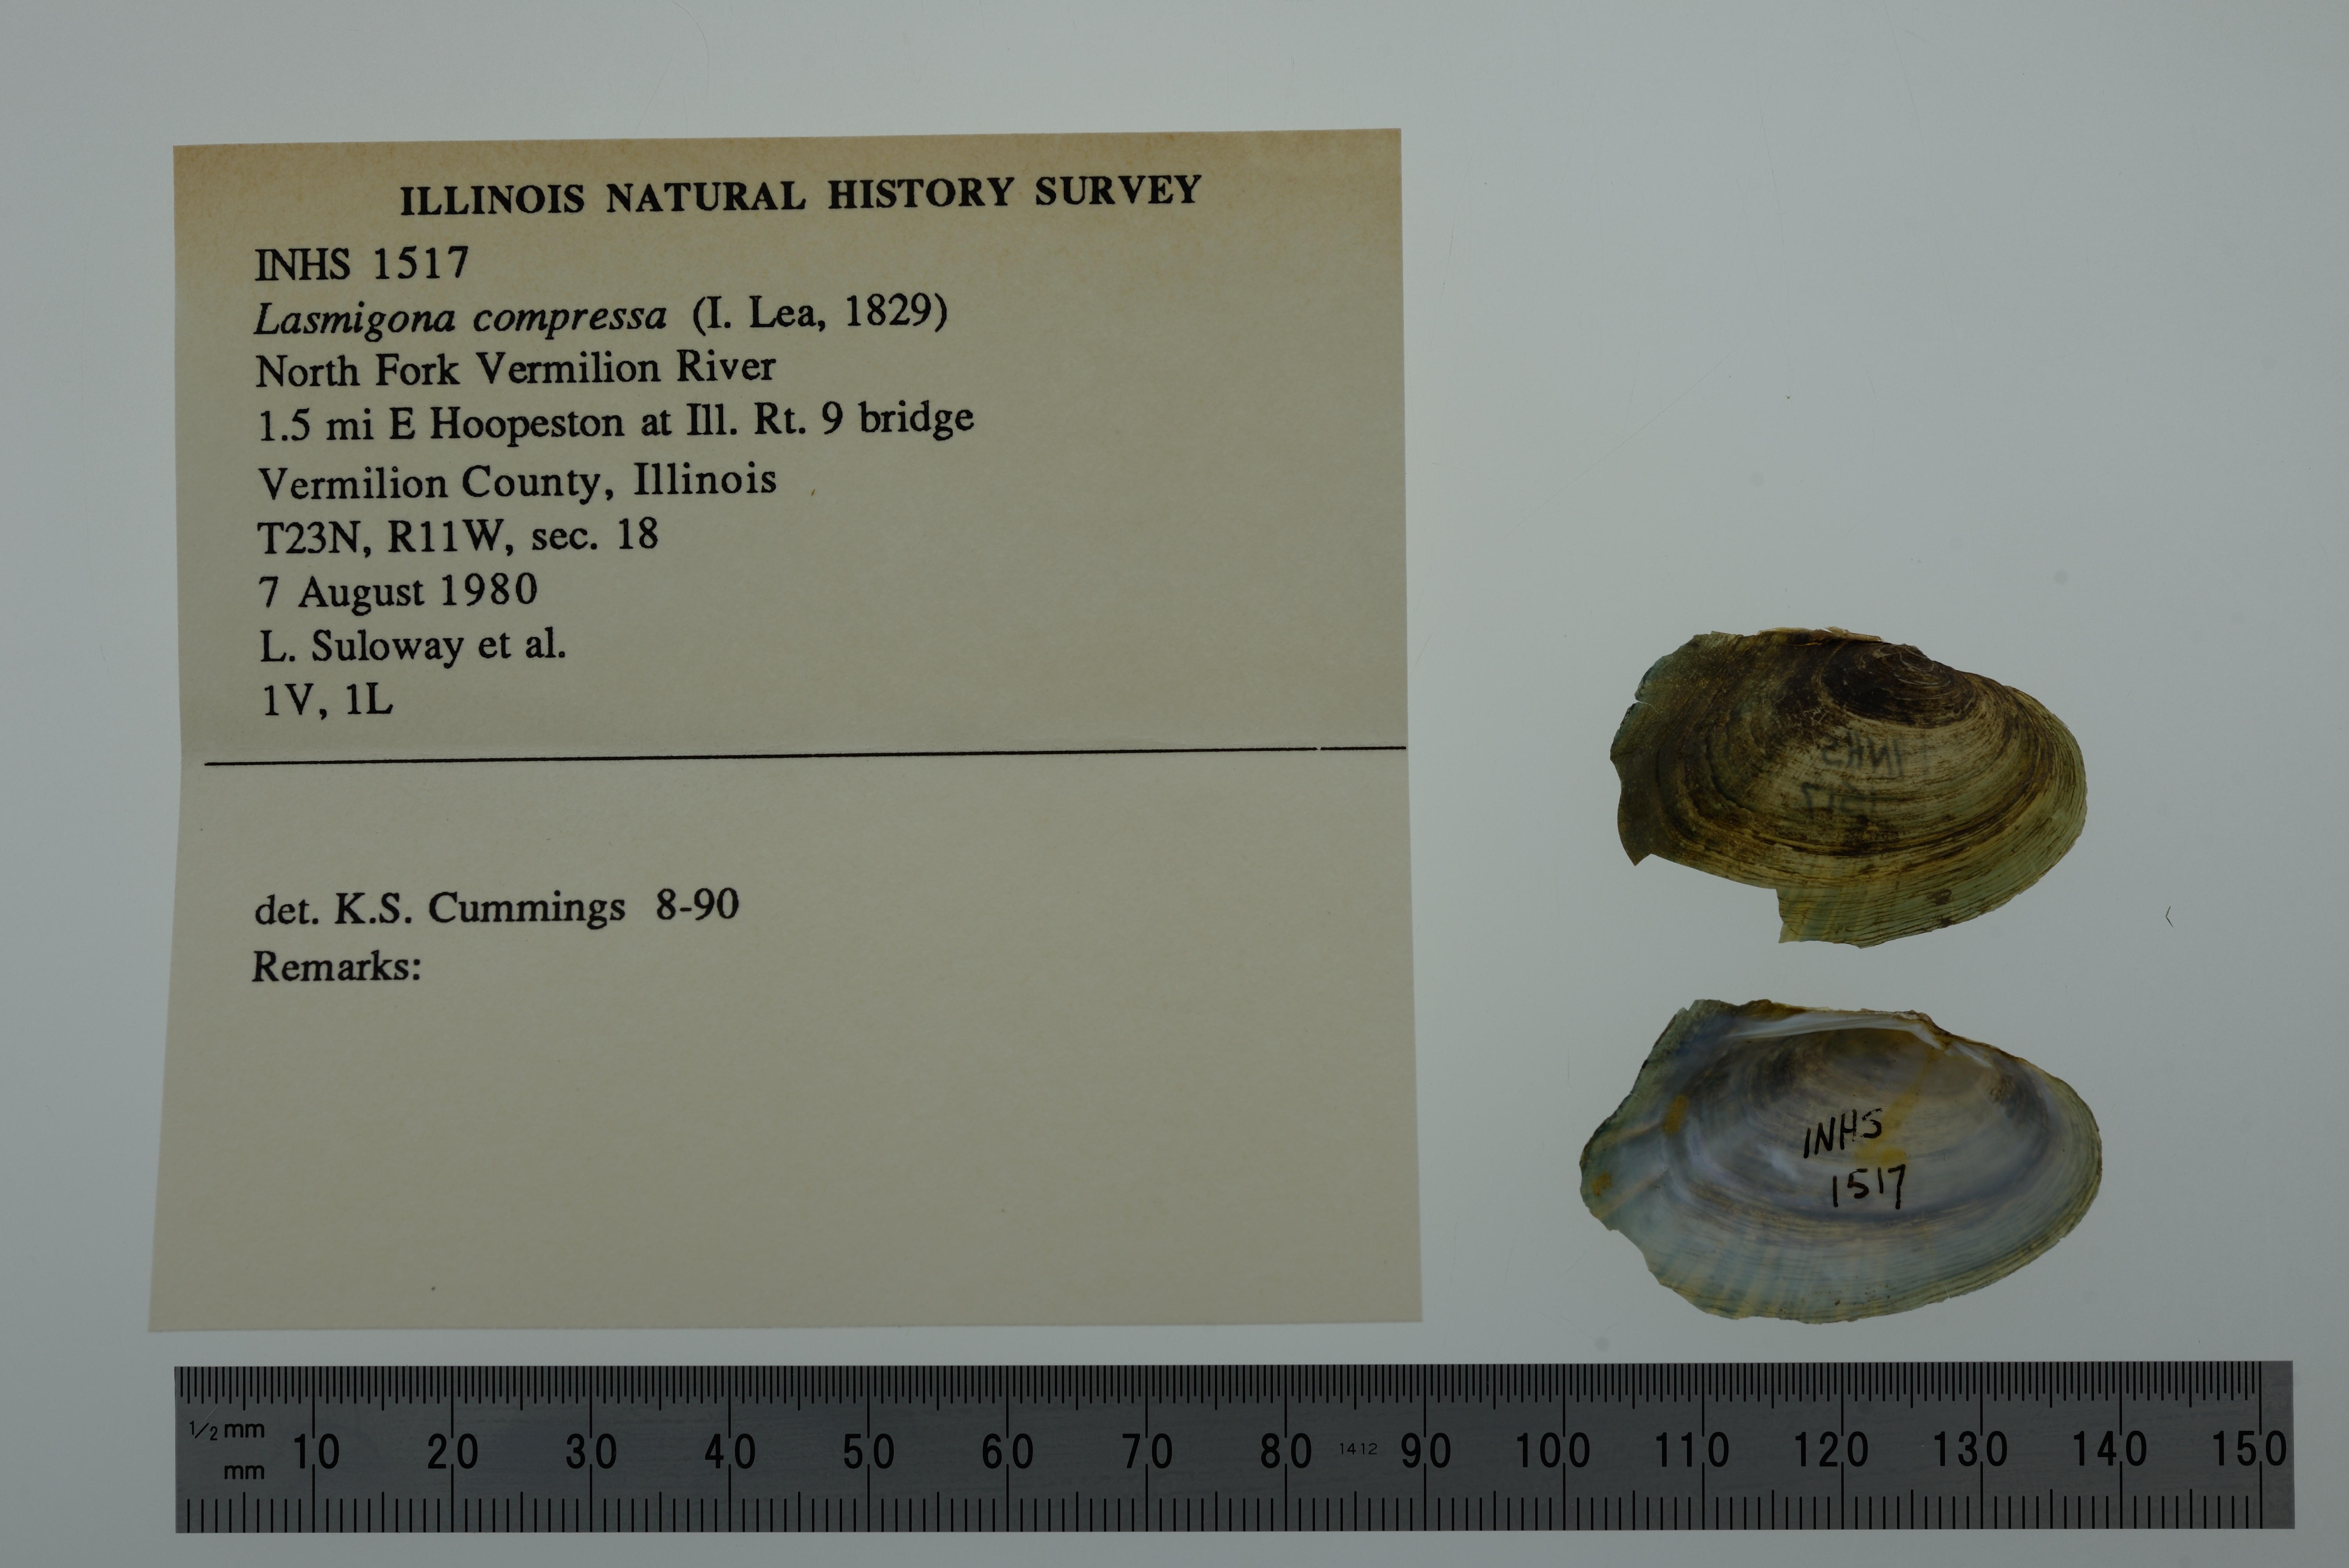 ILLINOIS NATURAL HISTORY SURVEY
INHS 1517
Lasmigona compressa (I. Lea, 1829)
North Fork Vermilion River
1.5 mi E Hoopeston at Ill. Rt. 9 bridge
Vermilion County, Illinois
T23N, R11W, sec. 18
7 August 1980
L. Suloway et al.
1V, 1L
det. K.S. Cummings 8-90
Remarks:
INHS
1517
INHS
1517
1/2 mm
mm
10 20 30 40 50 60 70 80 1412 90 100 110 120 130 140 150